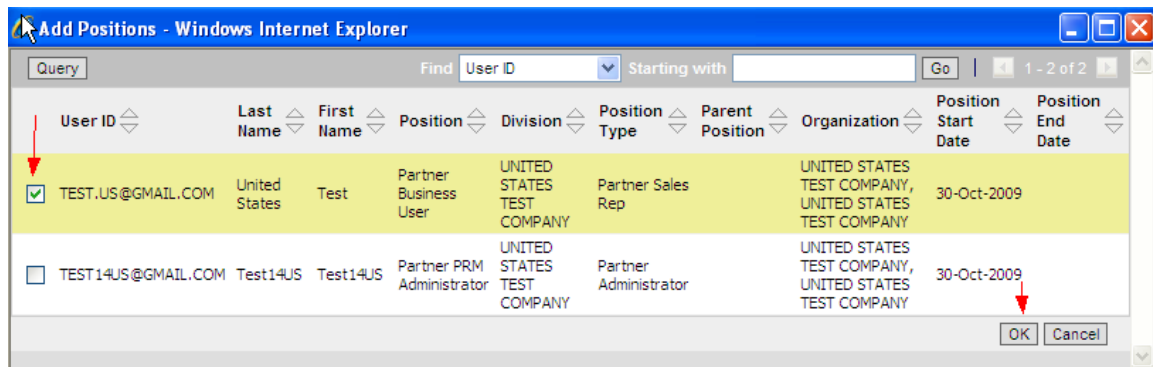 Add Positions - Windows Internet Explorer
Query Find User ID Starting with Go 1 - 2 of 2
User ID Last Name First Name Position Division Position Type Parent Position Organization Position Start Date Position End Date
TEST.US@GMAIL.COM United States Test Partner Business User UNITED STATES TEST COMPANY Partner Sales Rep UNITED STATES TEST COMPANY, UNITED STATES TEST COMPANY 30-Oct-2009
TEST14US@GMAIL.COM Test14US Test14US Partner PRM Administrator UNITED STATES TEST COMPANY Partner Administrator UNITED STATES TEST COMPANY, UNITED STATES TEST COMPANY 30-Oct-2009
OK Cancel